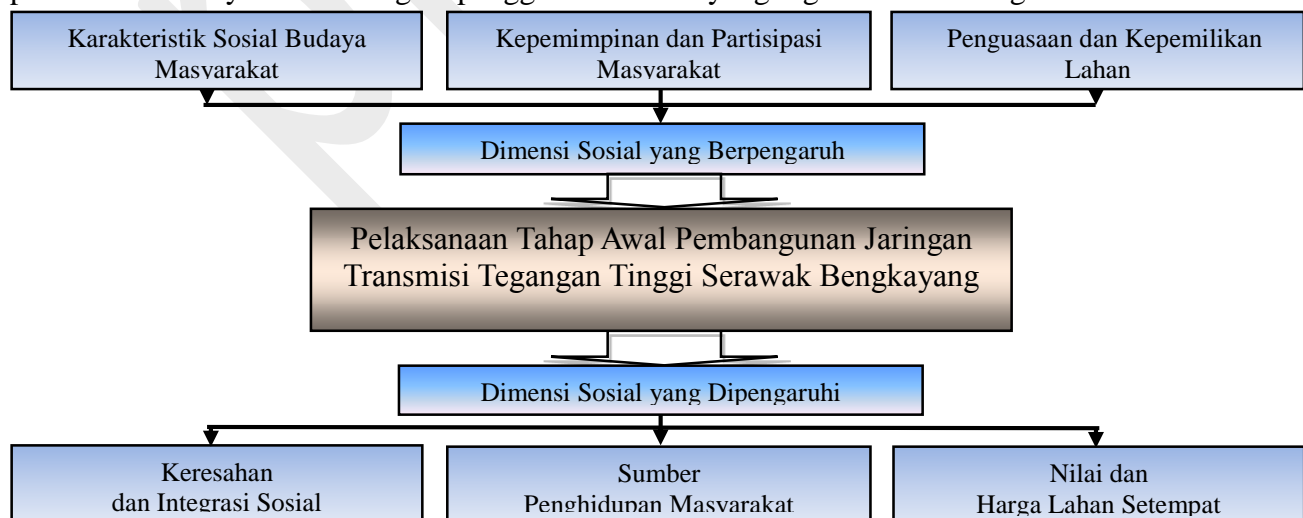 Karakteristik Sosial Budaya
Masyarakat
Kepemimpinan dan Partisipasi
Masyarakat
Penguasaan dan Kepemilikan
Lahan
Dimensi Sosial yang Berpengaruh
Pelaksanaan Tahap Awal Pembangunan Jaringan
Transmisi Tegangan Tinggi Serawak Bengkayang
Dimensi Sosial yang Dipengaruhi
Keresahan
dan Integrasi Sosial
Sumber
Penghidupan Masyarakat
Nilai dan
Harga Lahan Setempat